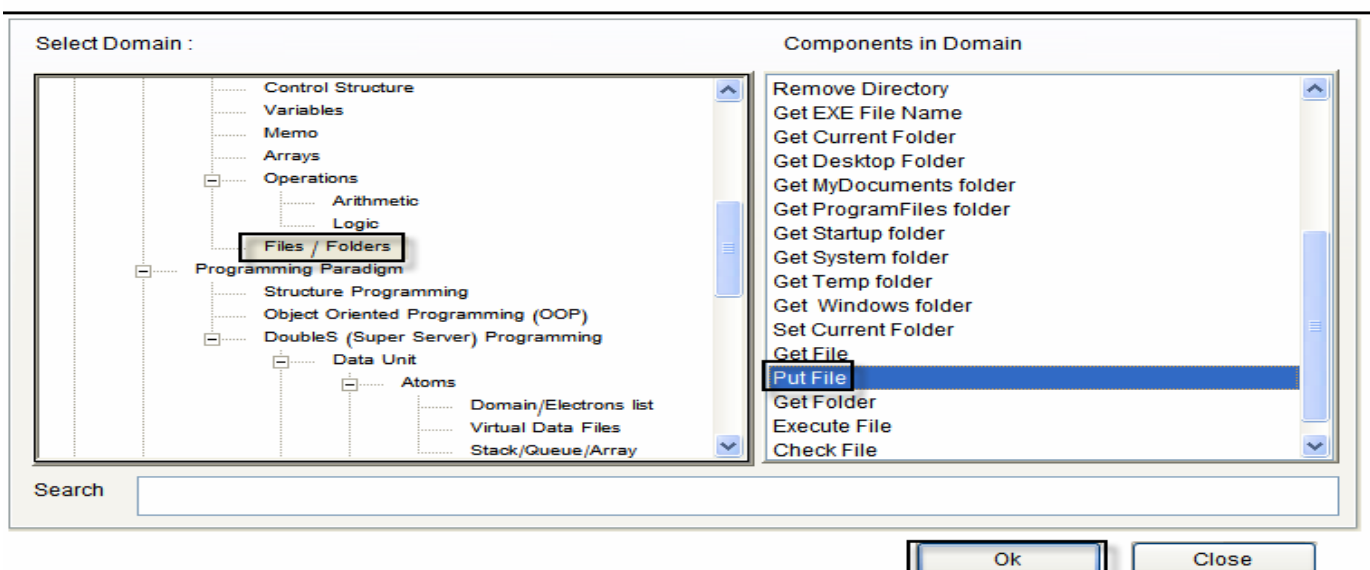 Select Domain :
Control Structure
Variables
Memo
Arrays
Operations
Arithmetic
Logic
Files / Folders
Programming Paradigm
Structure Programming
Object Oriented Programming (OOP)
DoubleS (Super Server) Programming
Data Unit
Atoms
Domain/Electrons list
Virtual Data Files
Stack/Queue/Array
Components in Domain
Remove Directory
Get EXE File Name
Get Current Folder
Get Desktop Folder
Get MyDocuments folder
Get ProgramFiles folder
Get Startup folder
Get System folder
Get Temp folder
Get Windows folder
Set Current Folder
Get File
Put File
Get Folder
Execute File
Check File
Search
Ok
Close